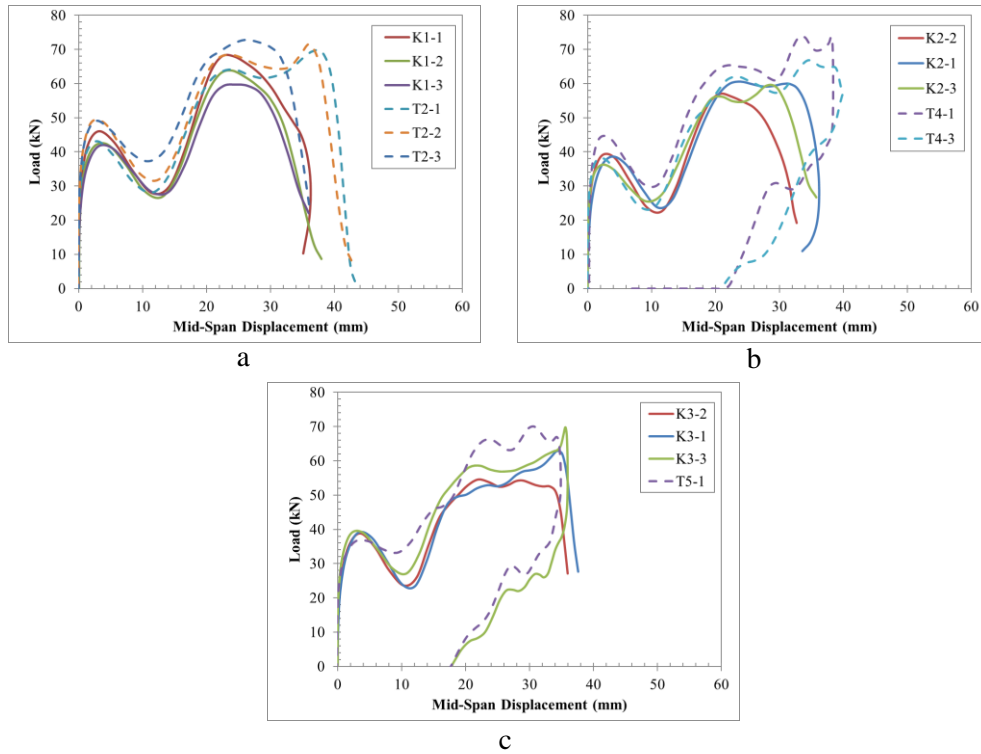 80
70
60
50
40
30
20
10
0
Load (kN)
0 10 20 30 40 50 60
Mid-Span Displacement (mm)
K1-1
K1-2
K1-3
T2-1
T2-2
T2-3
a
80
70
60
50
40
30
20
10
0
Load (kN)
0 10 20 30 40 50 60
Mid-Span Displacement (mm)
K2-2
K2-1
K2-3
T4-1
T4-3
b
80
70
60
50
40
30
20
10
0
Load (kN)
0 10 20 30 40 50 60
Mid-Span Displacement (mm)
K3-2
K3-1
K3-3
T5-1
c